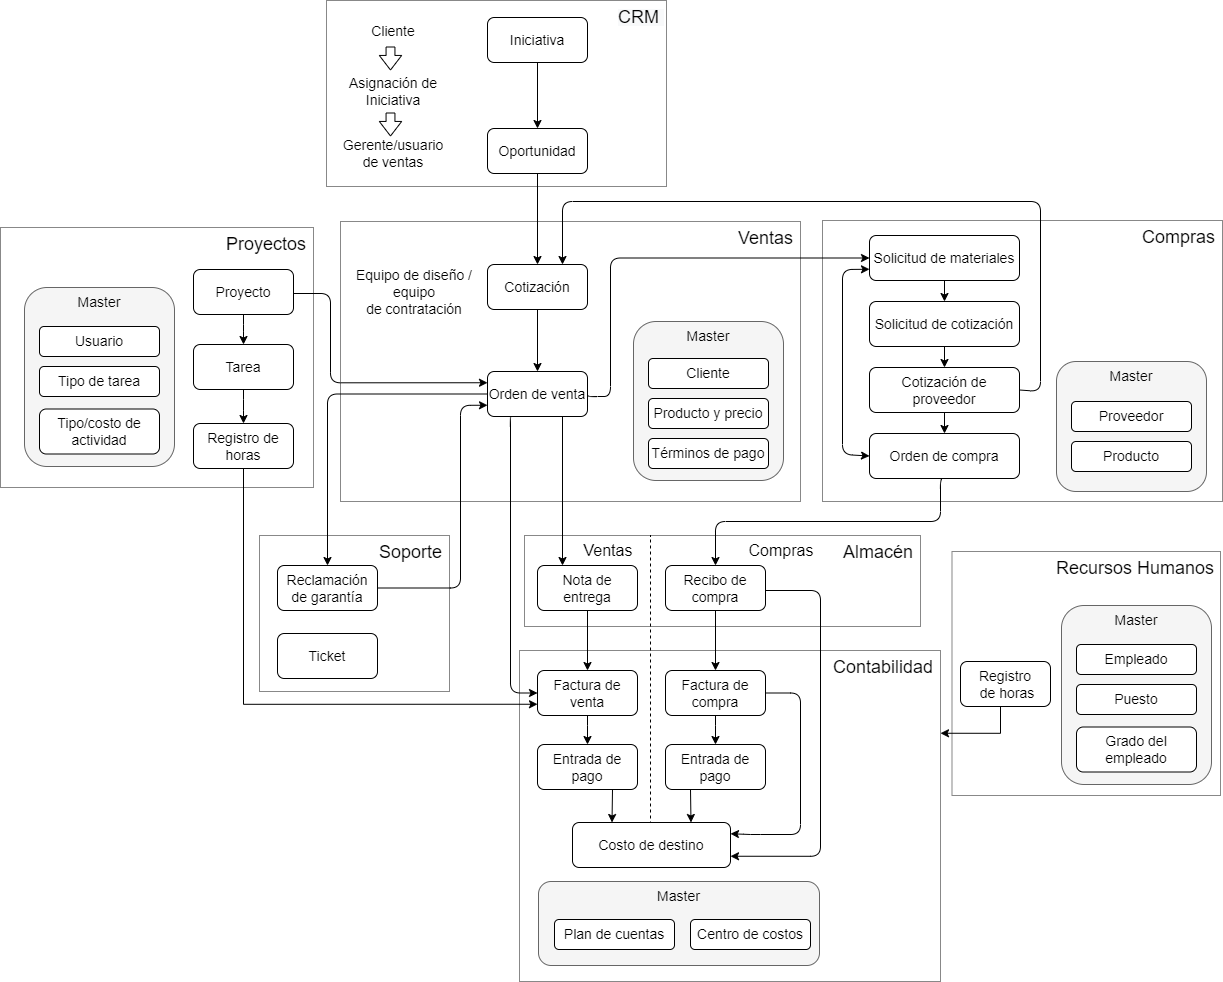 CRM
Cliente
Asignación de
Iniciativa
Gerente/usuario
de ventas
Iniciativa
Oportunidad
Proyectos
Master
Usuario
Tipo de tarea
Tipo/costo de
actividad
Proyecto
Tarea
Registro de
horas
Ventas
Equipo de diseño /
equipo
de contratación
Cotización
Orden de venta
Master
Cliente
Producto y precio
Términos de pago
Compras
Solicitud de materiales
Solicitud de cotización
Cotización de
proveedor
Orden de compra
Master
Proveedor
Producto
Soporte
Reclamación
de garantía
Ticket
Ventas
Compras
Almacén
Nota de
entrega
Recibo de
compra
Contabilidad
Factura de
venta
Factura de
compra
Entrada de
pago
Entrada de
pago
Costo de destino
Master
Plan de cuentas
Centro de costos
Recursos Humanos
Registro
de horas
Master
Empleado
Puesto
Grado del
empleado